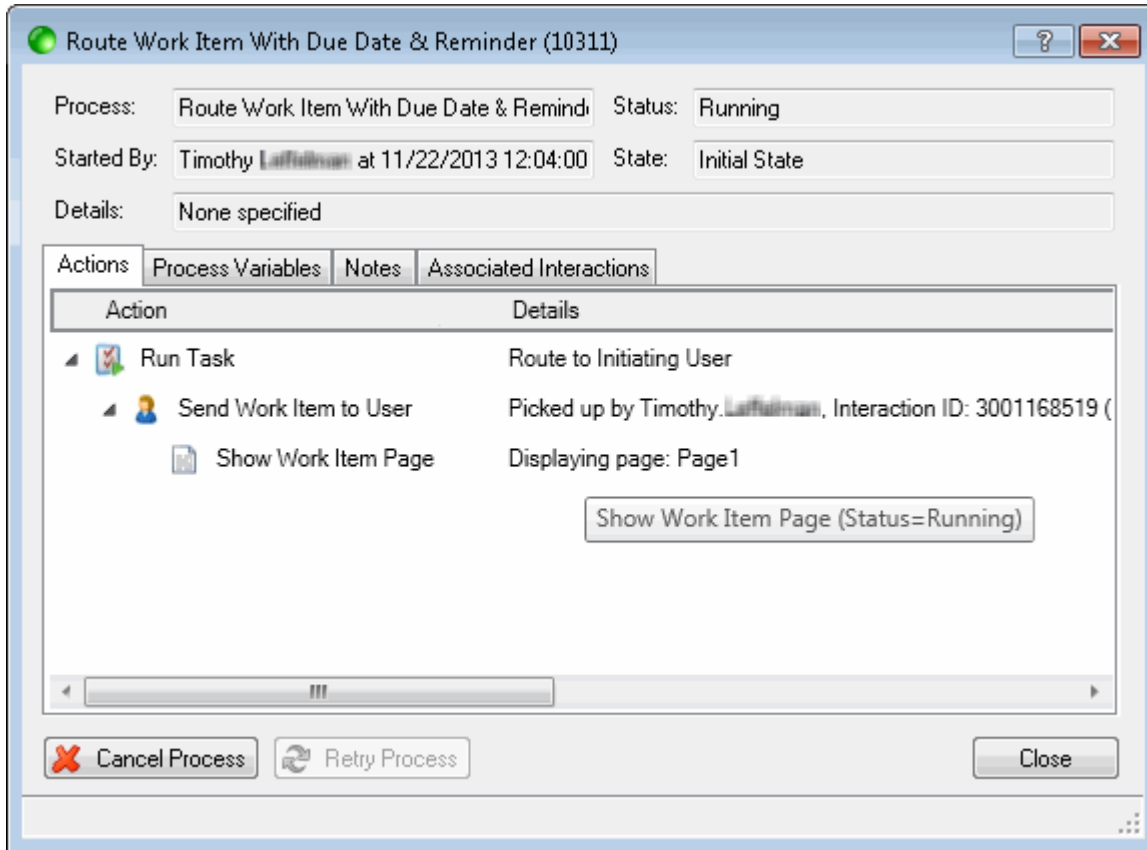 Route Work Item With Due Date & Reminder (10311)
Process: Route Work Item With Due Date & Remind Status: Running
Started By: Timothy at 11/22/2013 12:04:00 State: Initial State
Details: None specified
Actions Process Variables Notes Associated Interactions
Action Details
Run Task Route to Initiating User
Send Work Item to User Picked up by Timothy. , Interaction ID: 3001168519 (
Show Work Item Page Displaying page: Page1
Show Work Item Page (Status=Running)
Cancel Process Retry Process Close